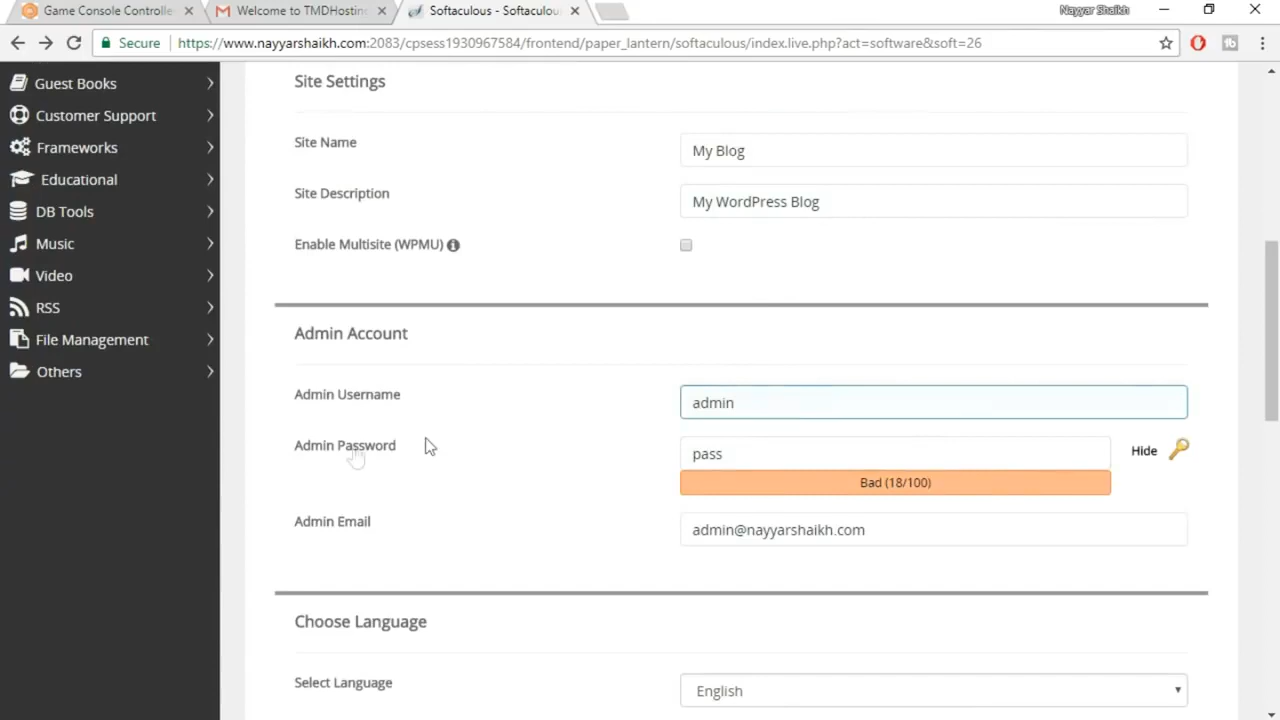 Game Console Controlle
Welcome to TMDHostin
Softaculous - Softaculou
Nayyar Shaikh
Secure
https://www.nayyarshaikh.com:2083/cpsess1930967584/frontend/paper_lantern/softaculous/index.live.php?act=software&soft=26
Guest Books
Customer Support
Frameworks
Educational
DB Tools
Music
Video
RSS
File Management
Others
Site Settings
Site Name
My Blog
Site Description
My WordPress Blog
Enable Multisite (WPMU)
Admin Account
Admin Username
admin
Admin Password
pass
Hide
Bad (18/100)
Admin Email
admin@nayyarshaikh.com
Choose Language
Select Language
English